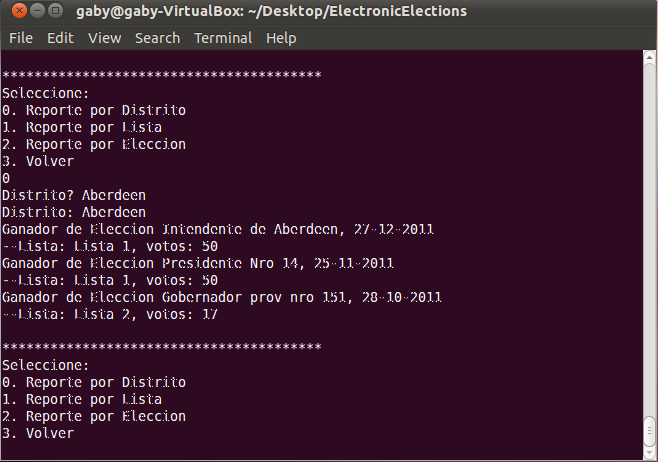 gaby@gaby-VirtualBox: ~/Desktop/ElectronicElections
File Edit View Search Terminal Help
****************************************
Seleccione:
0. Reporte por Distrito
1. Reporte por Lista
2. Reporte por Eleccion
3. Volver
0
Distrito? Aberdeen
Distrito: Aberdeen
Ganador de Eleccion Intendente de Aberdeen, 27-12-2011
--Lista: Lista 1, votos: 50
Ganador de Eleccion Presidente Nro 14, 25-11-2011
--Lista: Lista 1, votos: 50
Ganador de Eleccion Gobernador prov nro 151, 28-10-2011
--Lista: Lista 2, votos: 17
****************************************
Seleccione:
0. Reporte por Distrito
1. Reporte por Lista
2. Reporte por Eleccion
3. Volver